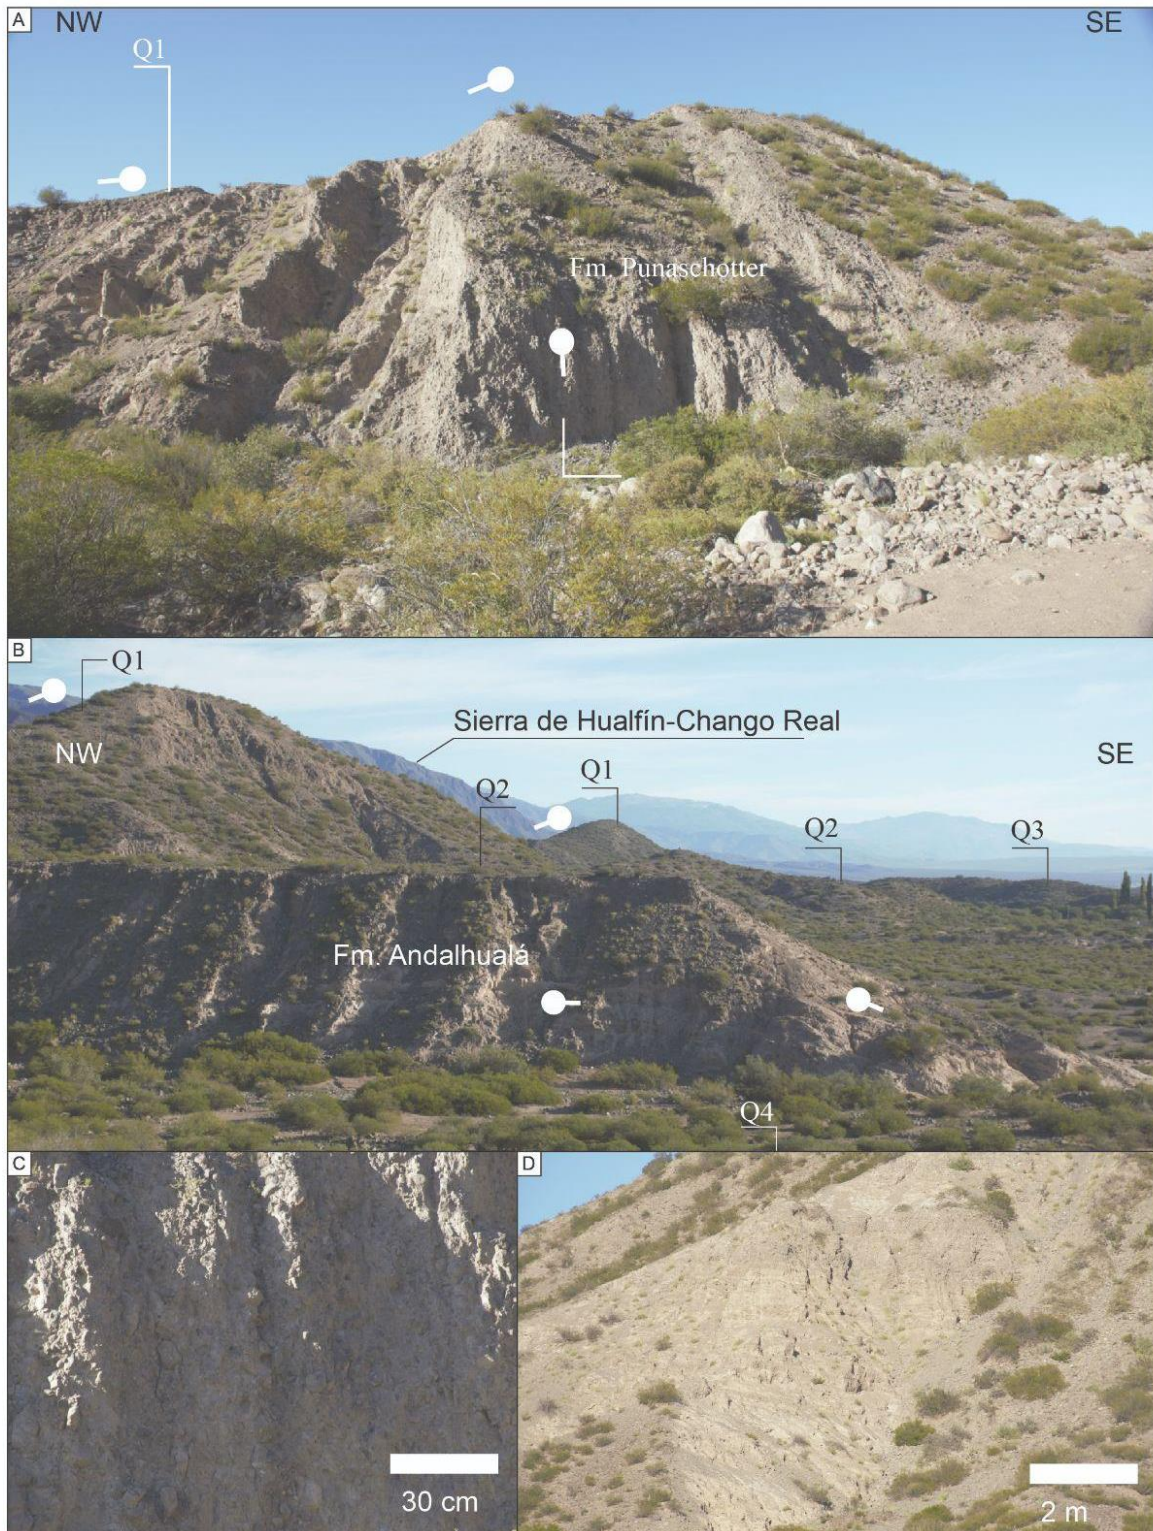 A
NW
SE
Q1
Fm. Punaschotter
B
Q1
Sierra de Hualfín-Chango Real
NW
SE
Q2
Q1
Q2
Q3
Fm. Andalhualá
Q4
C
30 cm
D
2 m